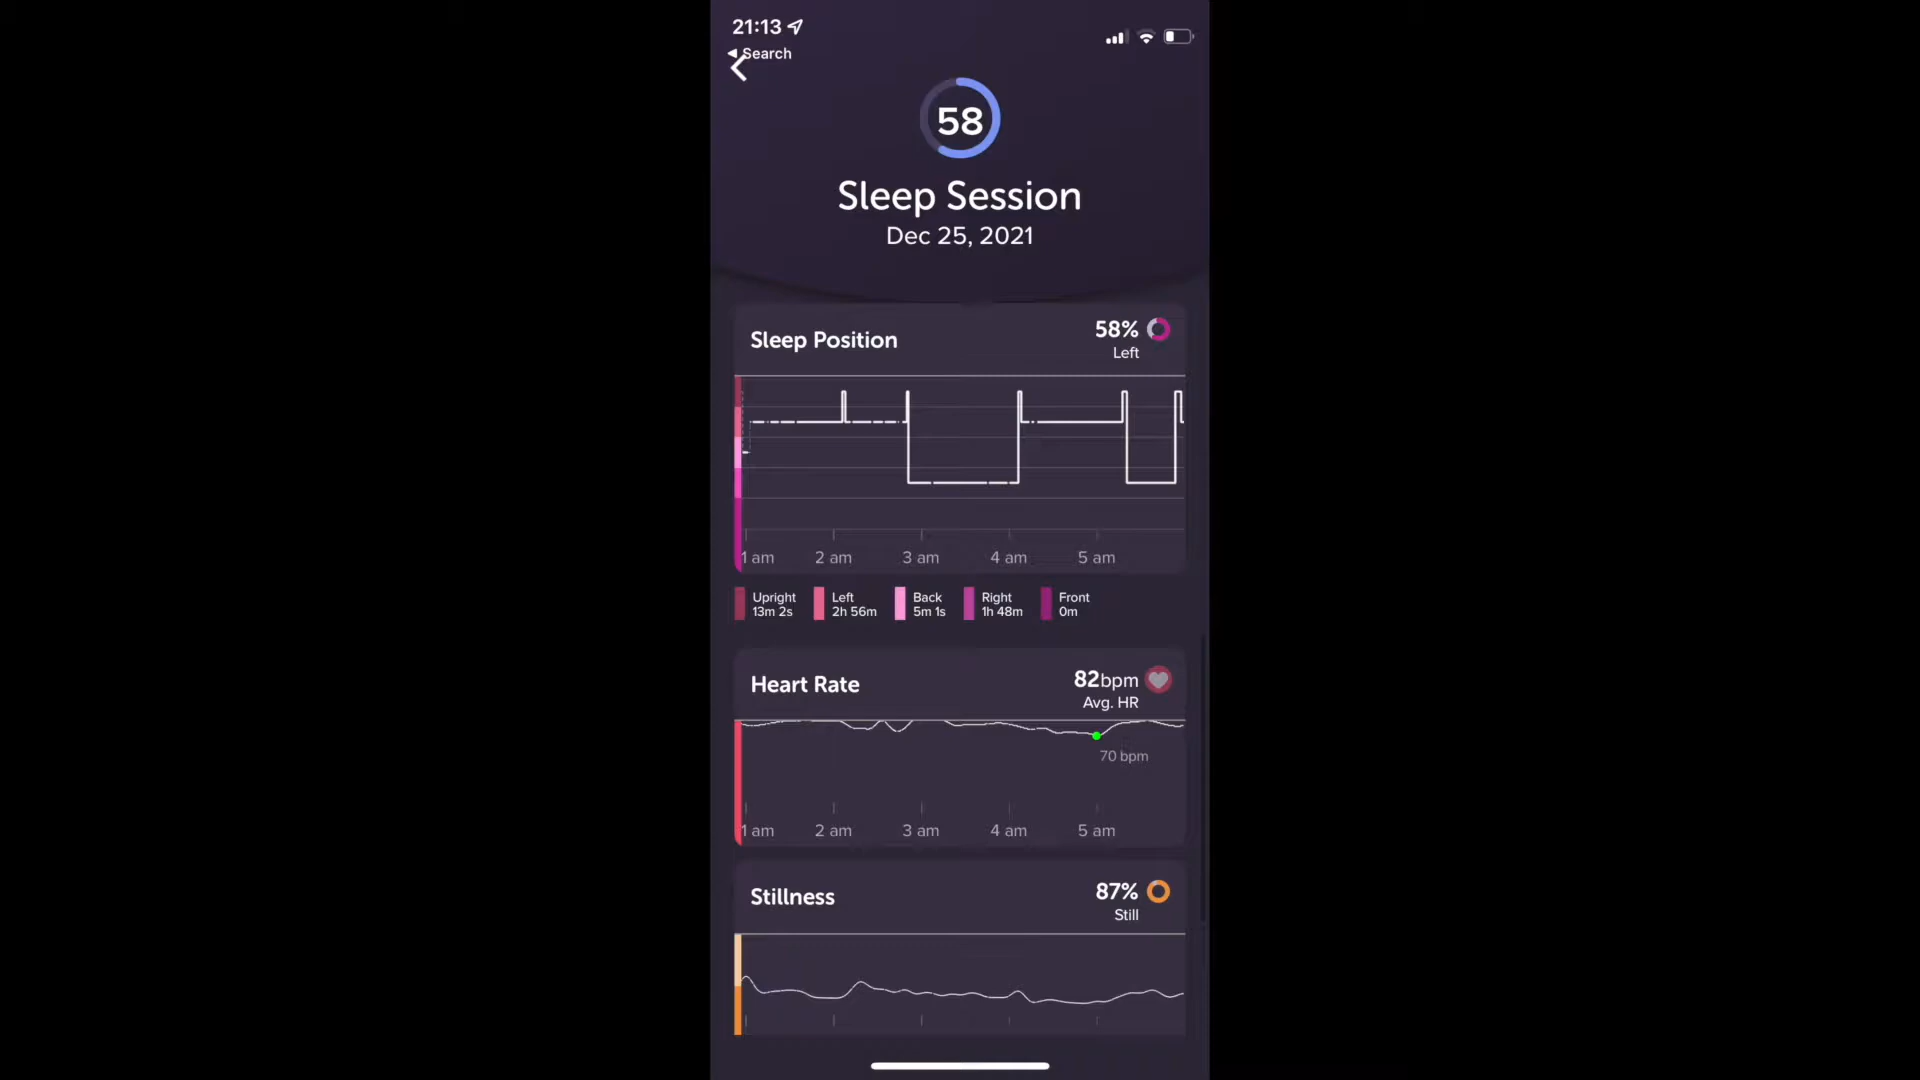 21:13
Search
58
Sleep Session
Dec 25, 2021
Sleep Position
58%
Left
1 am 2 am 3 am 4 am 5 am
Upright Left Back Right Front
13m 2s 2h 56m 5m 1s 1h 48m 0m
Heart Rate
82bpm
Avg. HR
70 bpm
1 am 2 am 3 am 4 am 5 am
Stillness
87%
Still